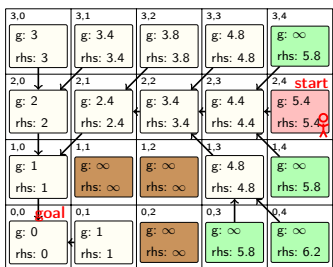 3,0 3,1 3,2 3,3 3,4
g: 3 g: 3.4 g: 3.8 g: 4.8 g: ∞
rhs: 3 rhs: 3.4 rhs: 3.8 rhs: 4.8 rhs: 5.8
2,0 2,1 2,2 2,3 2,4
start
g: 2 g: 2.4 g: 3.4 g: 4.4 g: 5.4
rhs: 2 rhs: 2.4 rhs: 3.4 rhs: 4.4 rhs: 5.4
1,0 1,1 1,2 1,3 1,4
g: 1 g: ∞ g: ∞ g: 4.8 g: ∞
rhs: 1 rhs: ∞ rhs: ∞ rhs: 4.8 rhs: 5.8
0,0 goal 0,1 0,2 0,3 0,4
g: 0 g: 1 g: ∞ g: ∞ g: ∞
rhs: 0 rhs: 1 rhs: ∞ rhs: 5.8 rhs: 6.2